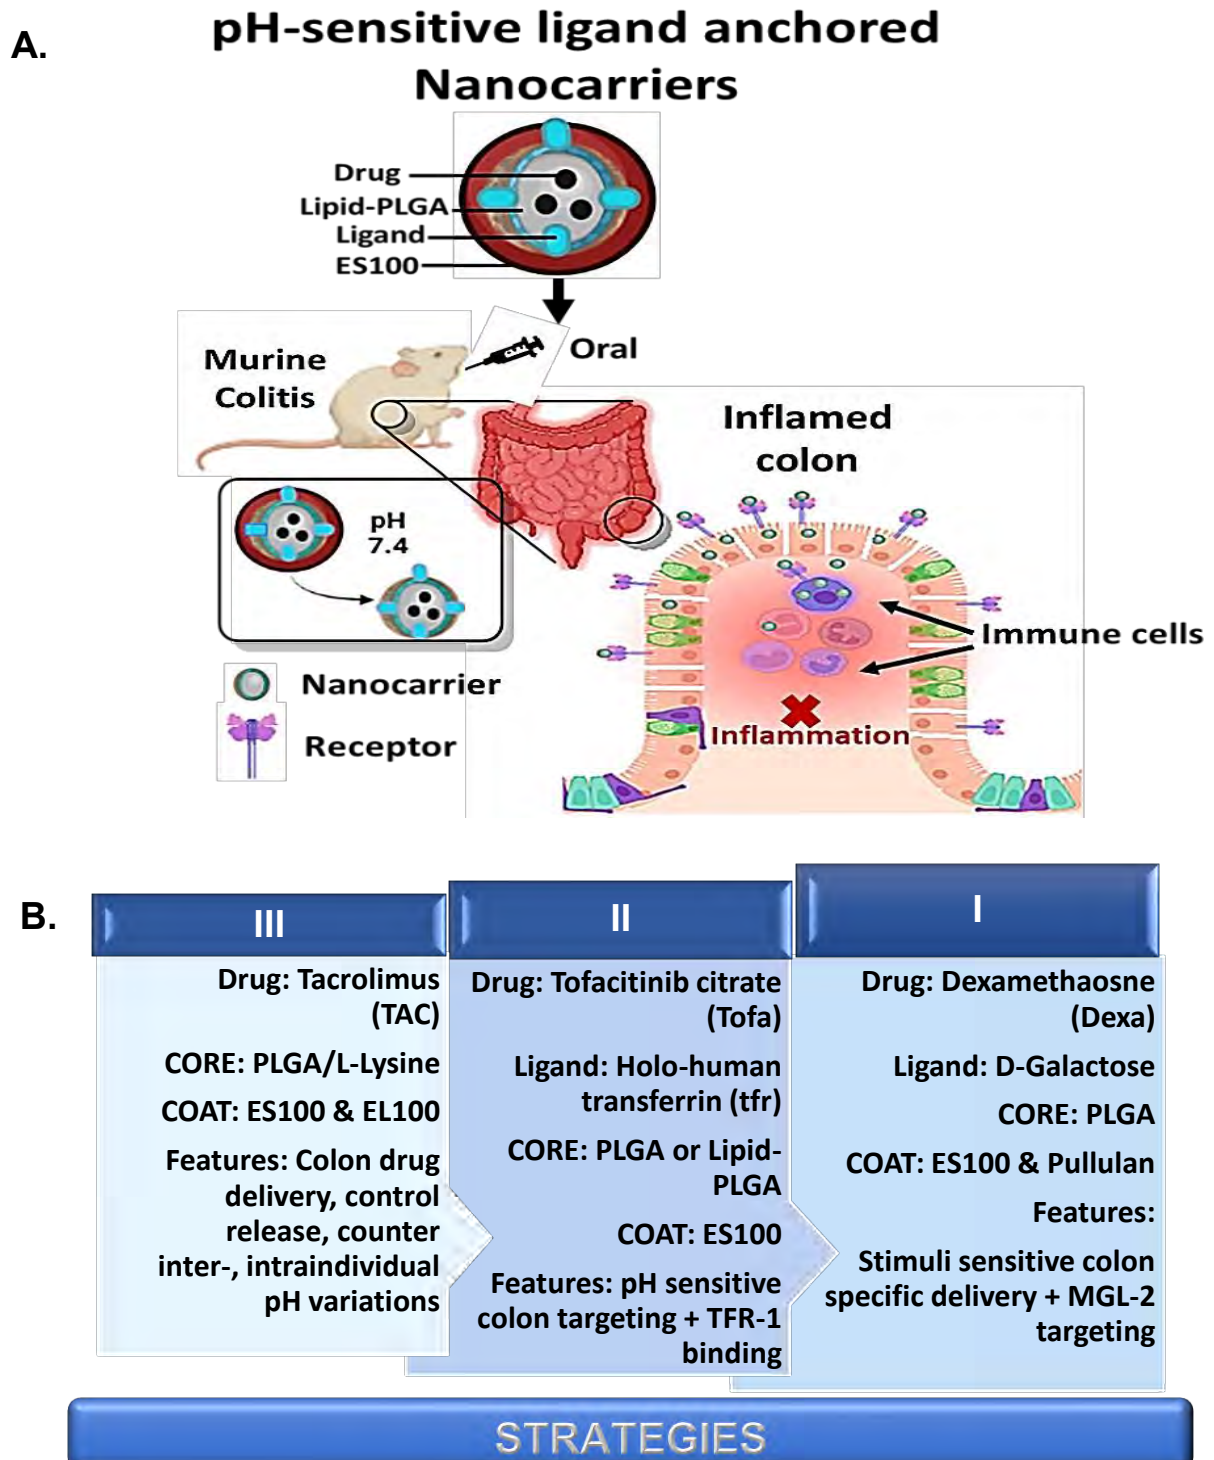 A.
pH-sensitive ligand anchored
Nanocarriers
Drug
Lipid-PLGA
Ligand
ES100
Oral
Murine
Colitis
Inflamed
colon
pH
7.4
Immune cells
Inflammation
Nanocarrier
Receptor
B.
III
Drug: Tacrolimus
(TAC)
CORE: PLGA/L-Lysine
COAT: ES100 & EL100
Features: Colon drug
delivery, control
release, counter
inter-, intraindividual
pH variations
II
Drug: Tofacitinib citrate
(Tofa)
Ligand: Holo-human
transferrin (tfr)
CORE: PLGA or Lipid-
PLGA
COAT: ES100
Features: pH sensitive
colon targeting + TFR-1
binding
I
Drug: Dexamethaosne
(Dexa)
Ligand: D-Galactose
CORE: PLGA
COAT: ES100 & Pullulan
Features:
Stimuli sensitive colon
specific delivery + MGL-2
targeting
STRATEGIES